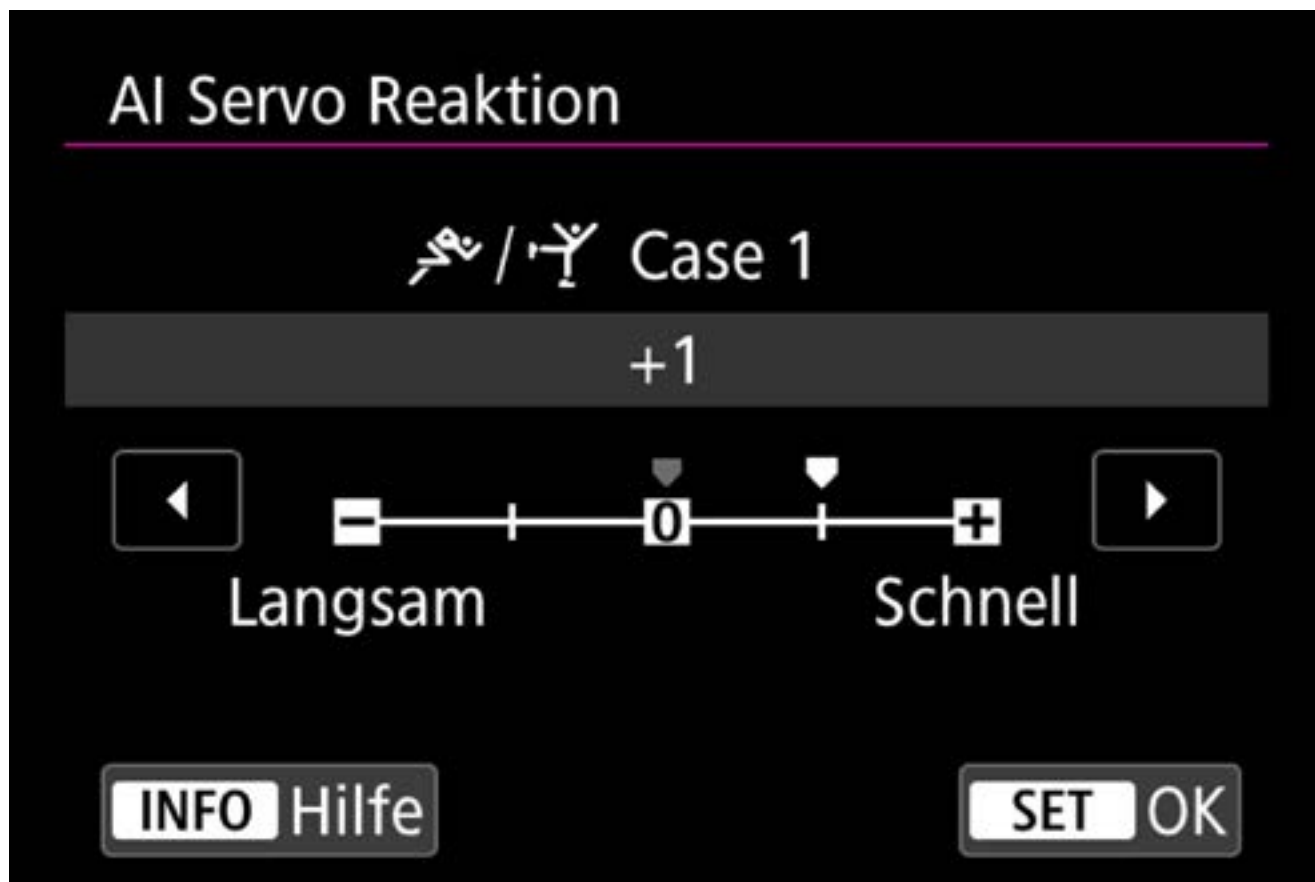 AI Servo Reaktion
/ Case 1
+1
- 0 +
Langsam Schnell
INFO Hilfe SET OK